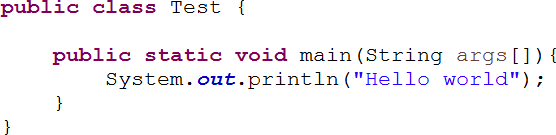 public class Test {
    public static void main(String args[]){
        System.out.println("Hello world");
    }
}